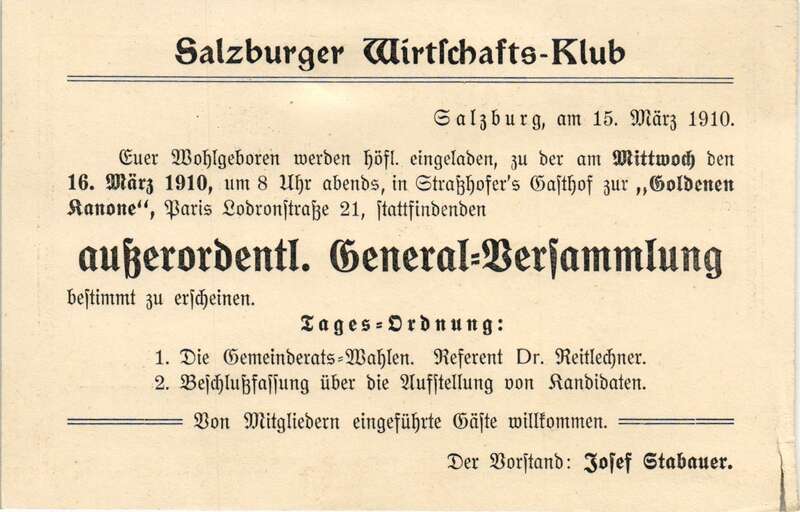 Salzburger Wirtschafts-Klub
Salzburg, am 15. März 1910.
Euer Wohlgeboren werden höfl. eingeladen, zu der am Mittwoch den
16. März 1910, um 8 Uhr abends, in Straßhofer's Gasthof zur „Goldenen
Kanone“, Paris Lodronstraße 21, stattfindenden
außerordentl. General-Versammlung
bestimmt zu erscheinen.
Tages-Ordnung:
1. Die Gemeinderats-Wahlen. Referent Dr. Reitlechner.
2. Beschlußfassung über die Aufstellung von Kandidaten.
Von Mitgliedern eingeführte Gäste willkommen.
Der Vorstand: Josef Stabauer.